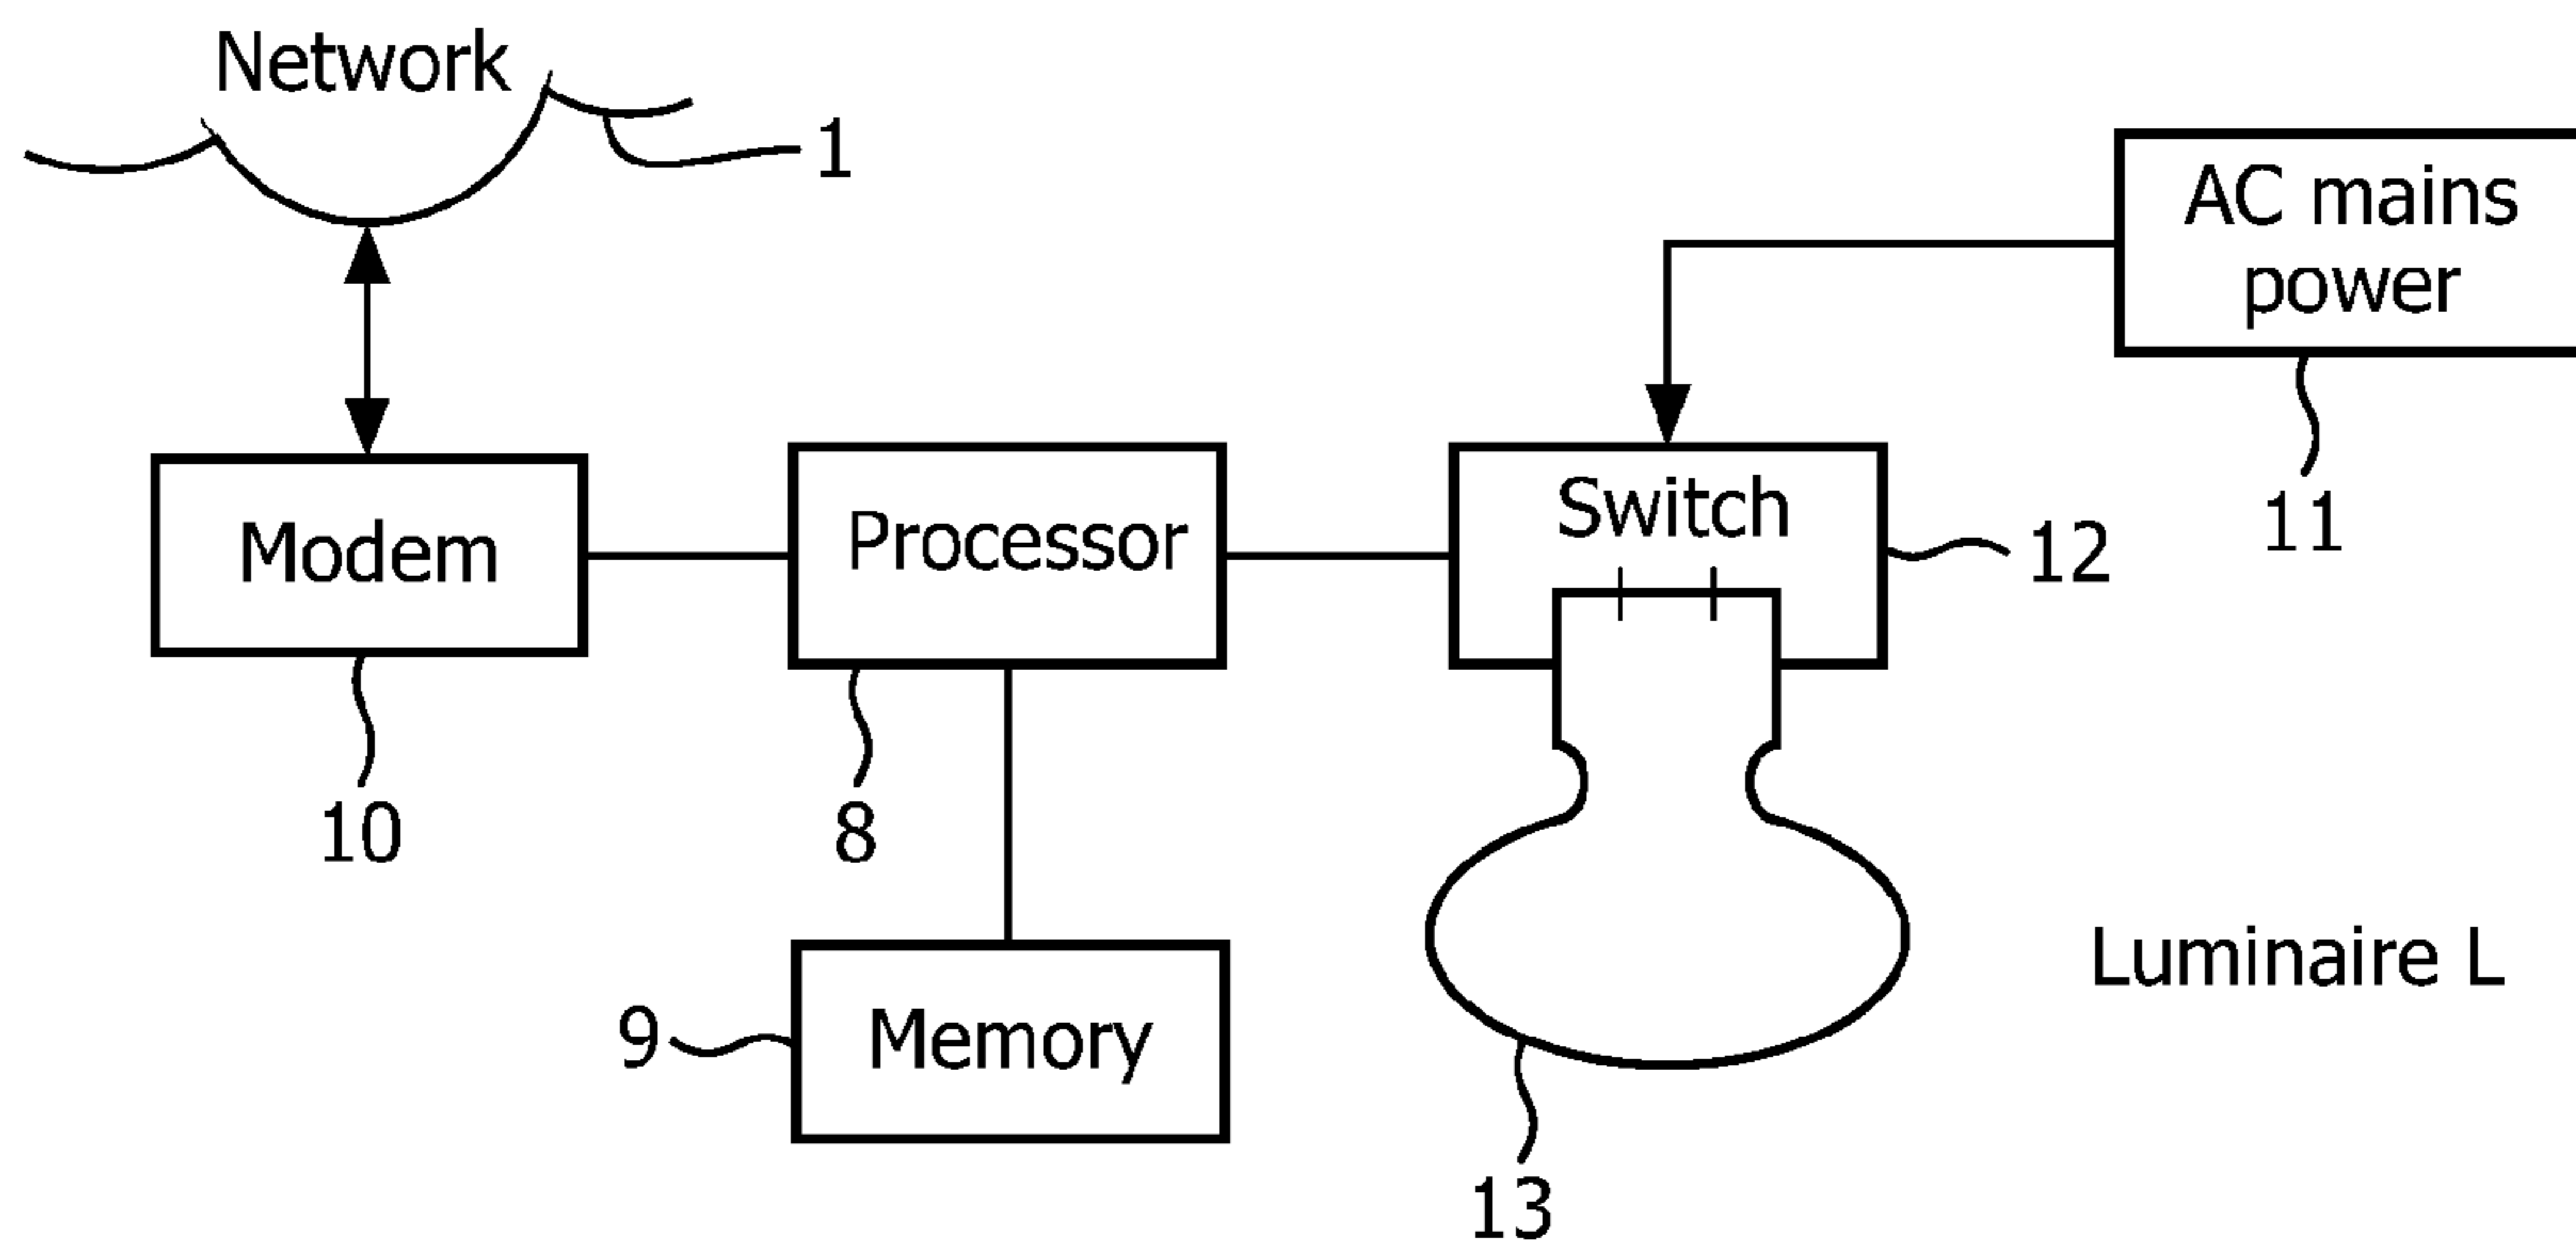 Network
1
AC mains
power
11
Switch
12
Processor
Modem
10
8
9
Memory
Luminaire L
13